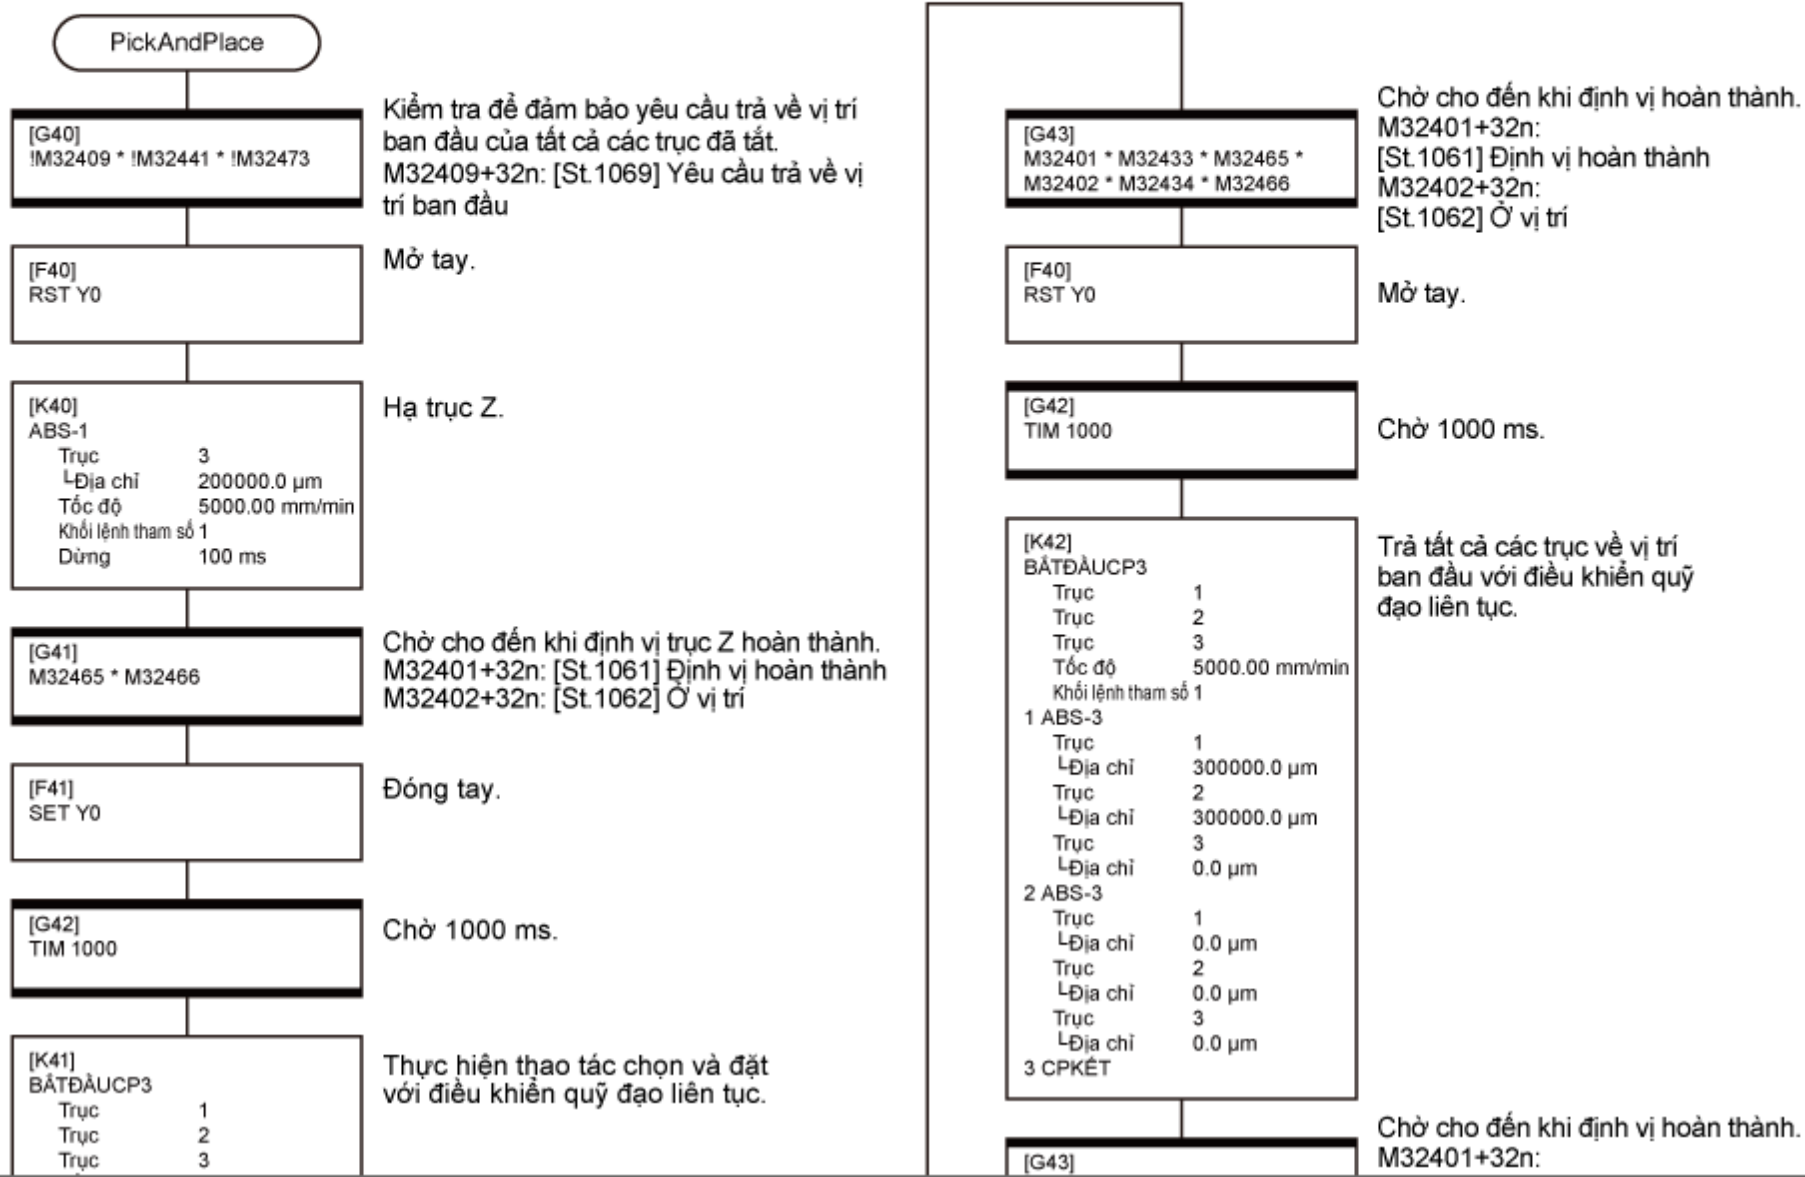 PickAndPlace
[G40]
!M32409 * !M32441 * !M32473
Kiểm tra để đảm bảo yêu cầu trả về vị trí
ban đầu của tất cả các trục đã tắt.
M32409+32n: [St.1069] Yêu cầu trả về vị
trí ban đầu
[F40]
RST Y0
Mở tay.
[K40]
ABS-1
Trục 3
└Địa chỉ 200000.0 µm
Tốc độ 5000.00 mm/min
Khối lệnh tham số 1
Dừng 100 ms
Hạ trục Z.
[G41]
M32465 * M32466
Chờ cho đến khi định vị trục Z hoàn thành.
M32401+32n: [St.1061] Định vị hoàn thành
M32402+32n: [St.1062] Ở vị trí
[F41]
SET Y0
Đóng tay.
[G42]
TIM 1000
Chờ 1000 ms.
[K41]
BẮTĐẦUCP3
Trục 1
Trục 2
Trục 3
Thực hiện thao tác chọn và đặt
với điều khiển quỹ đạo liên tục.
[G43]
M32401 * M32433 * M32465 *
M32402 * M32434 * M32466
Chờ cho đến khi định vị hoàn thành.
M32401+32n:
[St.1061] Định vị hoàn thành
M32402+32n:
[St.1062] Ở vị trí
[F40]
RST Y0
Mở tay.
[G42]
TIM 1000
Chờ 1000 ms.
[K42]
BẮTĐẦUCP3
Trục 1
Trục 2
Trục 3
Tốc độ 5000.00 mm/min
Khối lệnh tham số 1
1 ABS-3
Trục 1
└Địa chỉ 300000.0 µm
Trục 2
└Địa chỉ 300000.0 µm
Trục 3
└Địa chỉ 0.0 µm
2 ABS-3
Trục 1
└Địa chỉ 0.0 µm
Trục 2
└Địa chỉ 0.0 µm
Trục 3
└Địa chỉ 0.0 µm
3 CPKẾT
Trả tất cả các trục về vị trí
ban đầu với điều khiển quỹ
đạo liên tục.
[G43]
Chờ cho đến khi định vị hoàn thành.
M32401+32n: